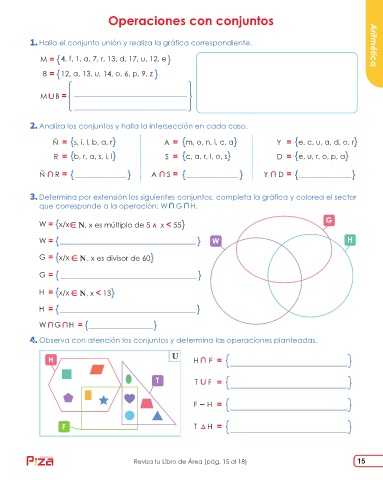 Operaciones con conjuntos
Aritmética
1. Halla el conjunto unión y realiza la gráfica correspondiente.
M = {4, f, 1, a, 7, r, 13, d, 17, u, 12, e}
B = {12, a, 13, u, 14, o, 6, p, 9, z}
M∪B = { }
2. Analiza los conjuntos y halla la intersección en cada caso.
Ñ = {s, i, l, b, a, r} A = {m, o, n, i, c, a} Y = {e, c, u, a, d, o, r}
R = {b, r, a, s, i, l} S = {c, a, r, l, o, s} D = {e, u, r, o, p, a}
Ñ ∩ R = { } A ∩ S = { } Y ∩ D = { }
3. Determina por extensión los siguientes conjuntos, completa la gráfica y colorea el sector
que corresponde a la operación: W ∩ G ∩ H.
W = {x/x ∈ N, x es múltiplo de 5 ∧ x < 55}
W = { }
G = {x/x ∈ N, x es divisor de 60}
G = { }
H = {x/x ∈ N, x < 13}
H = { }
W ∩ G ∩ H = { }
G
W
H
4. Observa con atención los conjuntos y determina las operaciones planteadas.
H
U
T
F
H ∩ F = { }
T ∪ F = { }
F − H = { }
T △ H = { }
Piza
Revisa tu Libro de Área (pág. 15 al 18)
15